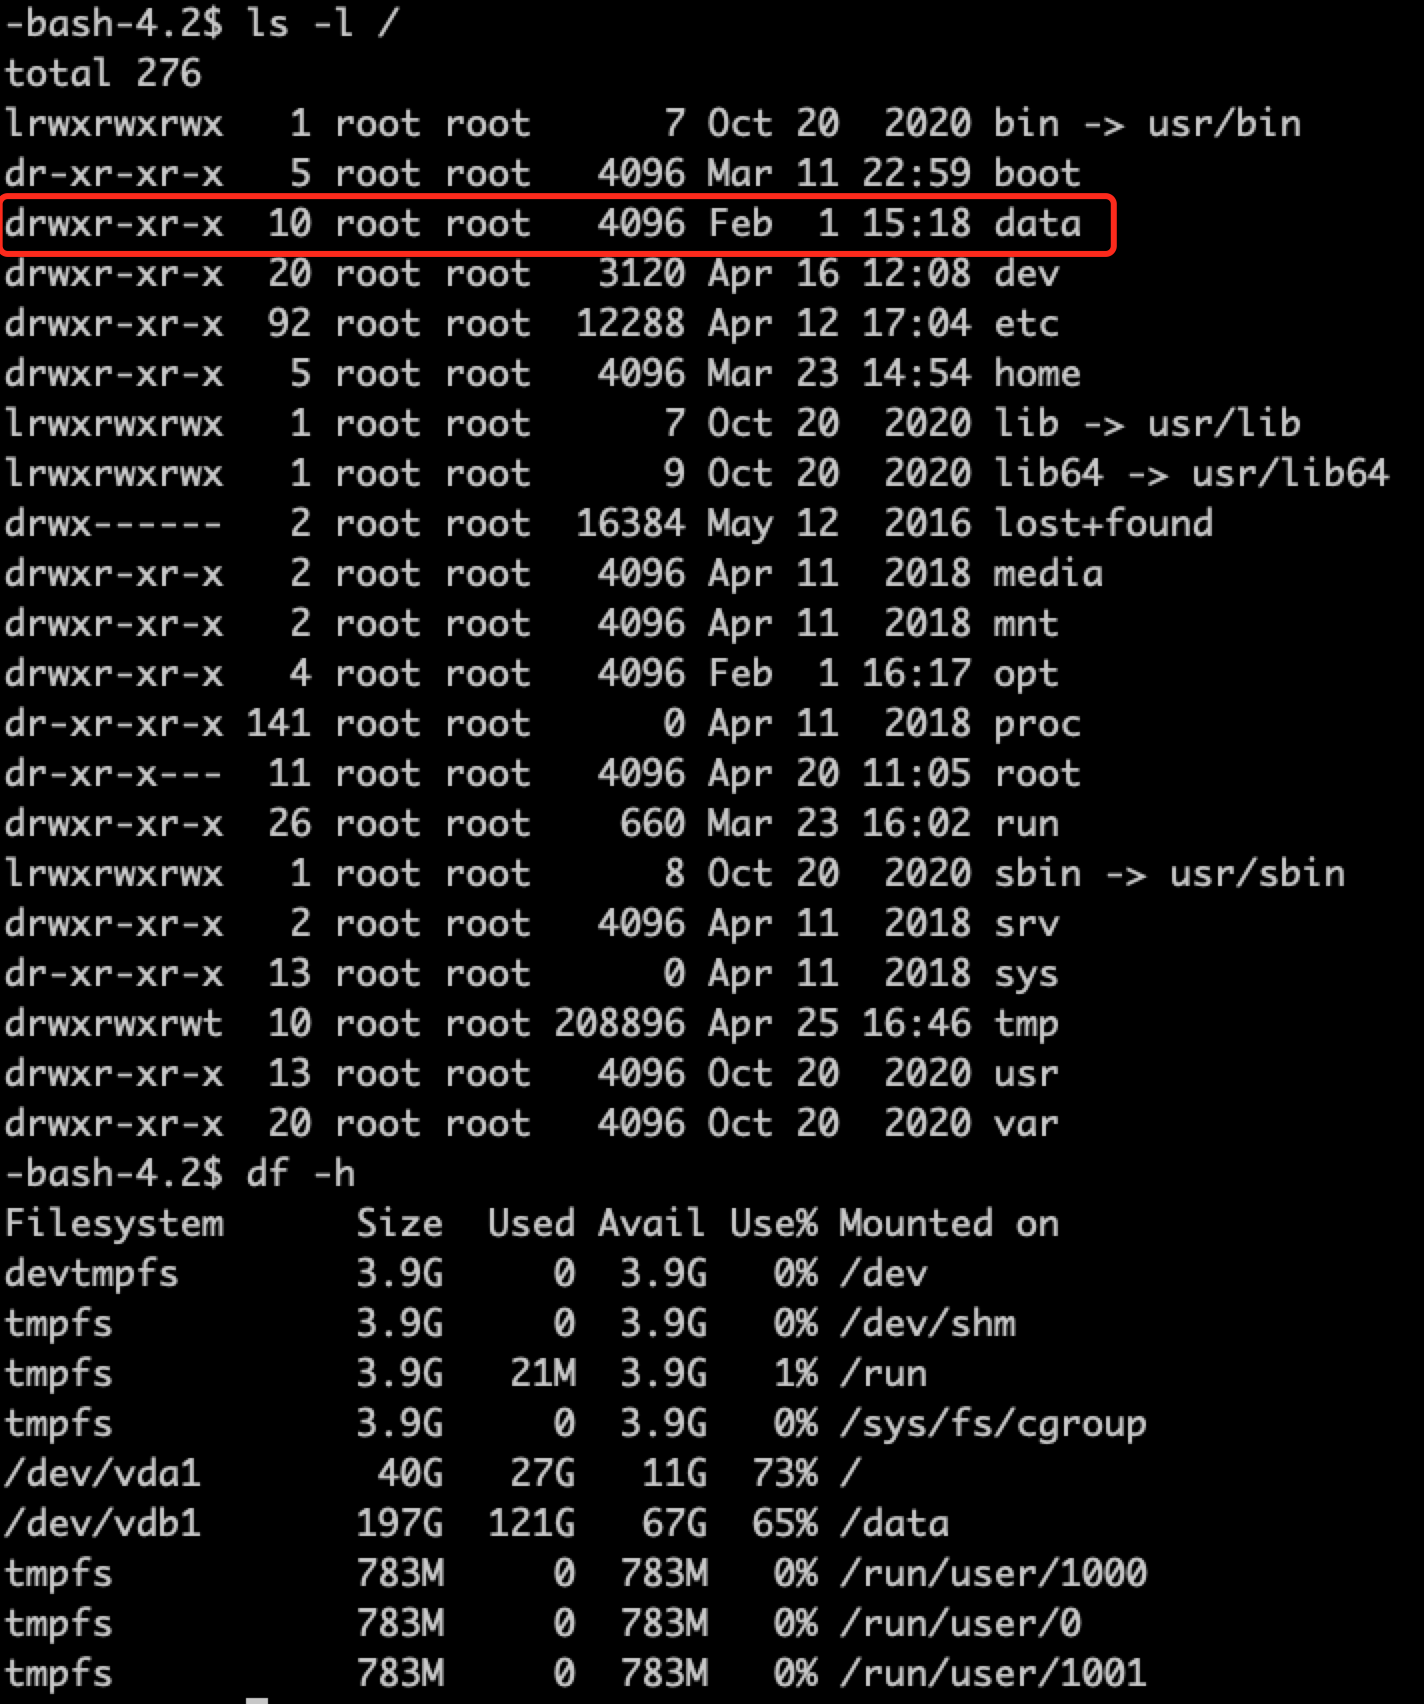 -bash-4.2$ ls -l /
total 276
lrwxrwxrwx   1 root root      7 Oct 20  2020 bin -> usr/bin
dr-xr-xr-x   5 root root   4096 Mar 11 22:59 boot
drwxr-xr-x  10 root root   4096 Feb  1 15:18 data
drwxr-xr-x  20 root root   3120 Apr 16 12:08 dev
drwxr-xr-x  92 root root  12288 Apr 12 17:04 etc
drwxr-xr-x   5 root root   4096 Mar 23 14:54 home
lrwxrwxrwx   1 root root      7 Oct 20  2020 lib -> usr/lib
lrwxrwxrwx   1 root root      9 Oct 20  2020 lib64 -> usr/lib64
drwx------   2 root root  16384 May 12  2016 lost+found
drwxr-xr-x   2 root root   4096 Apr 11  2018 media
drwxr-xr-x   2 root root   4096 Apr 11  2018 mnt
drwxr-xr-x   4 root root   4096 Feb  1 16:17 opt
dr-xr-xr-x 141 root root      0 Apr 11  2018 proc
dr-xr-x---  11 root root   4096 Apr 20 11:05 root
drwxr-xr-x  26 root root    660 Mar 23 16:02 run
lrwxrwxrwx   1 root root      8 Oct 20  2020 sbin -> usr/sbin
drwxr-xr-x   2 root root   4096 Apr 11  2018 srv
dr-xr-xr-x  13 root root      0 Apr 11  2018 sys
drwxrwxrwt  10 root root 208896 Apr 25 16:46 tmp
drwxr-xr-x  13 root root   4096 Oct 20  2020 usr
drwxr-xr-x  20 root root   4096 Oct 20  2020 var
-bash-4.2$ df -h
Filesystem      Size  Used Avail Use% Mounted on
devtmpfs        3.9G     0  3.9G   0% /dev
tmpfs           3.9G     0  3.9G   0% /dev/shm
tmpfs           3.9G   21M  3.9G   1% /run
tmpfs           3.9G     0  3.9G   0% /sys/fs/cgroup
/dev/vda1        40G   27G   11G  73% /
/dev/vdb1       197G  121G   67G  65% /data
tmpfs           783M     0  783M   0% /run/user/1000
tmpfs           783M     0  783M   0% /run/user/0
tmpfs           783M     0  783M   0% /run/user/1001